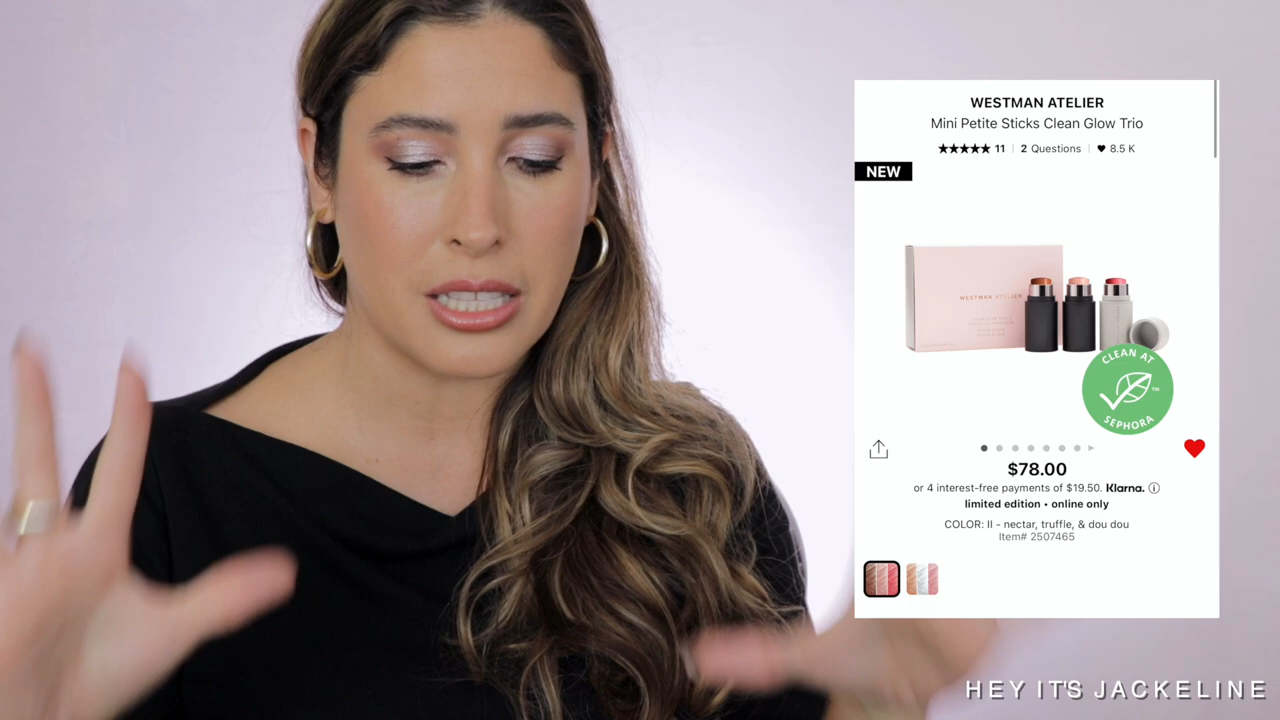 WESTMAN ATELIER
Mini Petite Sticks Clean Glow Trio
★★★★★ 11 | 2 Questions | ♥ 8.5 K
NEW
WESTMAN ATELIER
CLEAN AT
SEPHORA
$78.00
or 4 interest-free payments of $19.50. Klarna.
limited edition • online only
COLOR: II - nectar, truffle, & dou dou
Item# 2507465
HEY IT'S JACKELINE